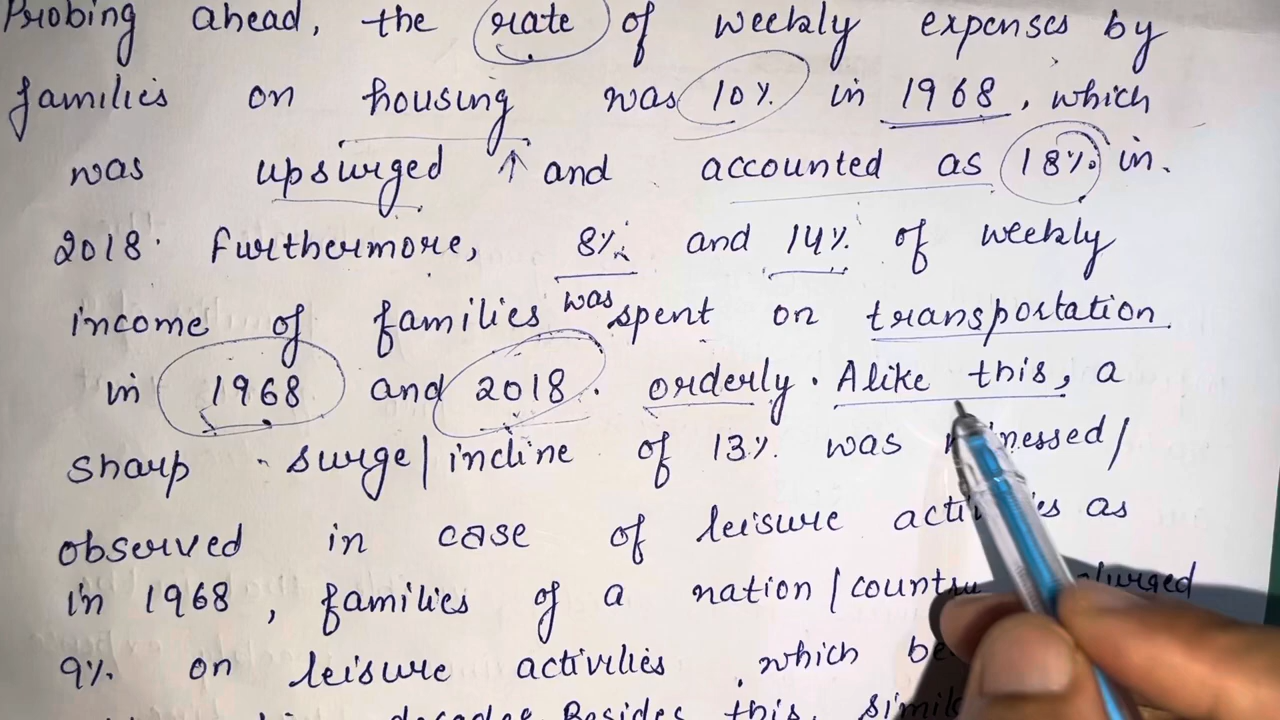 Probing ahead, the rate of weekly expenses by
families on housing was 10% in 1968, which
was upsurged ↑ and accounted as 18% in.
2018. Furthermore, 8% and 14% of weekly
income of families was spent on transportation
in 1968 and 2018. orderly. Alike this, a
sharp surge/incline of 13% was
observed in case of leisure as
in 1968, families of a nation/
9% on leisure activities which
Besides this,